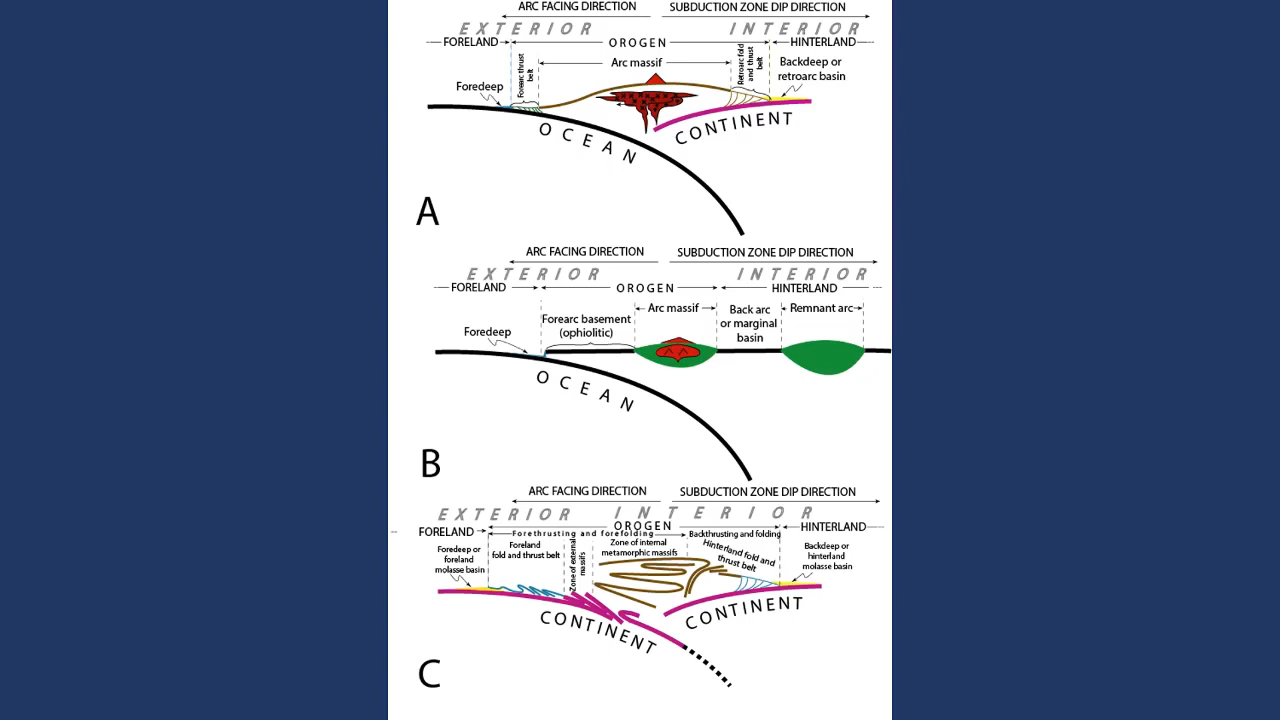 ARC FACING DIRECTION SUBDUCTION ZONE DIP DIRECTION
EXTERIOR INTERIOR
FORELAND OROGEN HINTERLAND
Forearc thrust
belt
Arc massif
Retroarc fold
and thrust
belt
Backdeep or
retroarc basin
Foredeep
OCEAN
CONTINENT
A
ARC FACING DIRECTION SUBDUCTION ZONE DIP DIRECTION
EXTERIOR INTERIOR
FORELAND OROGEN HINTERLAND
Forearc basement
(ophiolitic)
Arc massif
Back arc
or marginal
basin
Remnant arc
Foredeep
OCEAN
B
ARC FACING DIRECTION SUBDUCTION ZONE DIP DIRECTION
EXTERIOR INTERIOR
FORELAND OROGEN HINTERLAND
Forethrusting and forefolding Backthrusting and folding
Foredeep or
foreland
molasse basin
Foreland
fold and thrust belt
Zone of external
massifs
Zone of internal
metamorphic massifs
Hinterland fold and
thrust belt
Backdeep or
hinterland
molasse basin
CONTINENT
CONTINENT
C